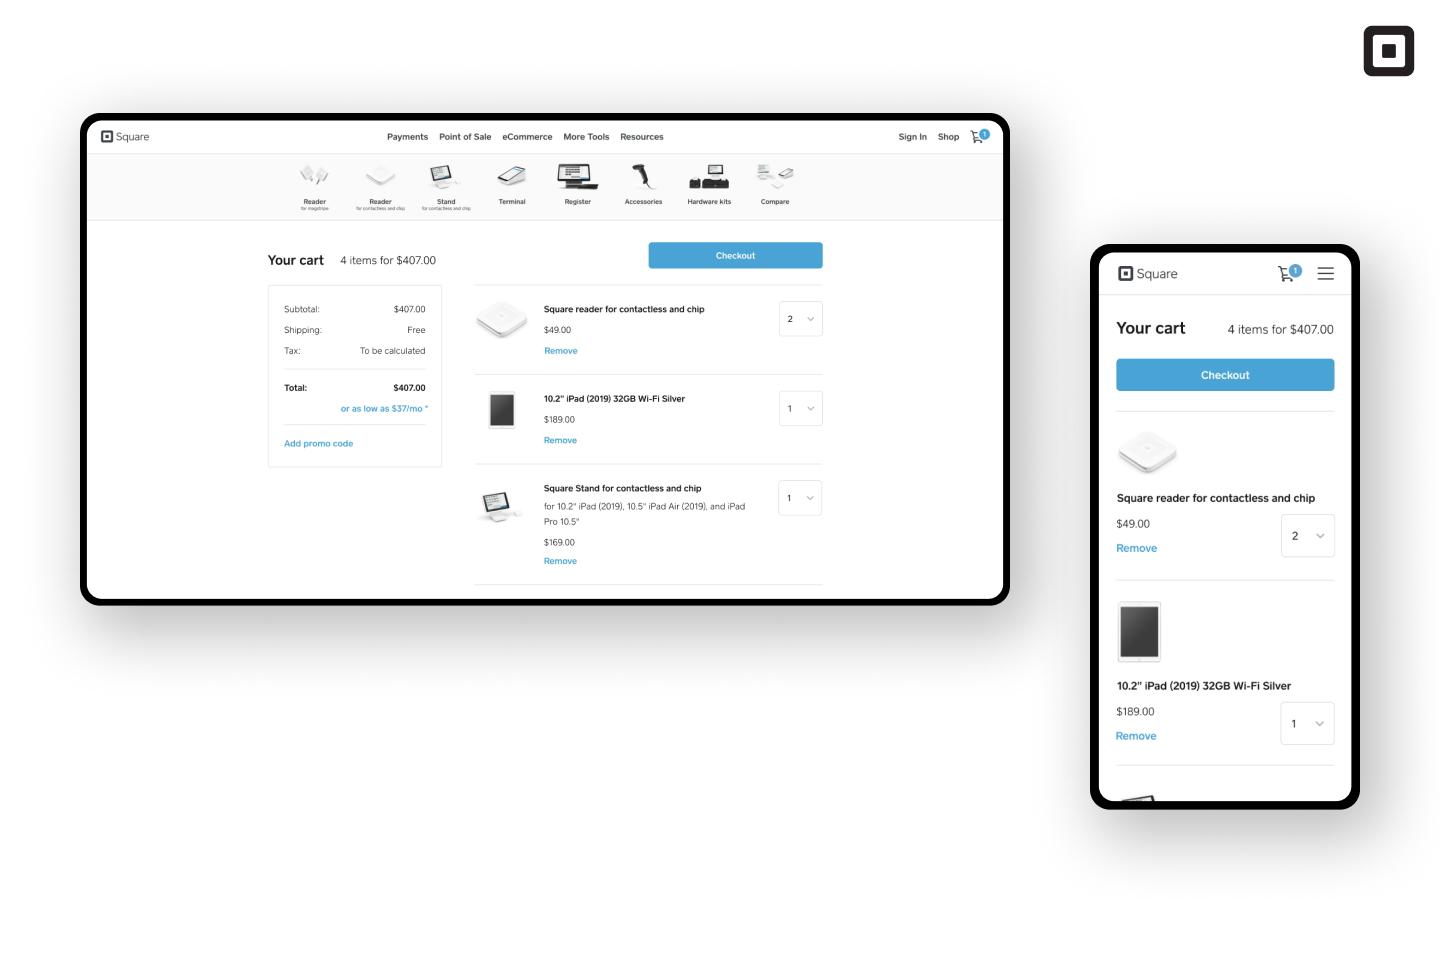 Square
Payments Point of Sale eCommerce More Tools Resources
Sign In Shop 1
Reader
for magstripe
Reader
for contactless and chip
Stand
for contactless and chip
Terminal
Register
Accessories
Hardware kits
Compare
Your cart 4 items for $407.00
Checkout
Subtotal: $407.00
Shipping: Free
Tax: To be calculated
Total: $407.00
or as low as $37/mo *
Add promo code
Square reader for contactless and chip
2
$49.00
Remove
10.2" iPad (2019) 32GB Wi-Fi Silver
1
$189.00
Remove
Square Stand for contactless and chip
1
for 10.2" iPad (2019), 10.5" iPad Air (2019), and iPad
Pro 10.5"
$169.00
Remove
Square 1
Your cart 4 items for $407.00
Checkout
Square reader for contactless and chip
$49.00
2
Remove
10.2" iPad (2019) 32GB Wi-Fi Silver
$189.00
1
Remove